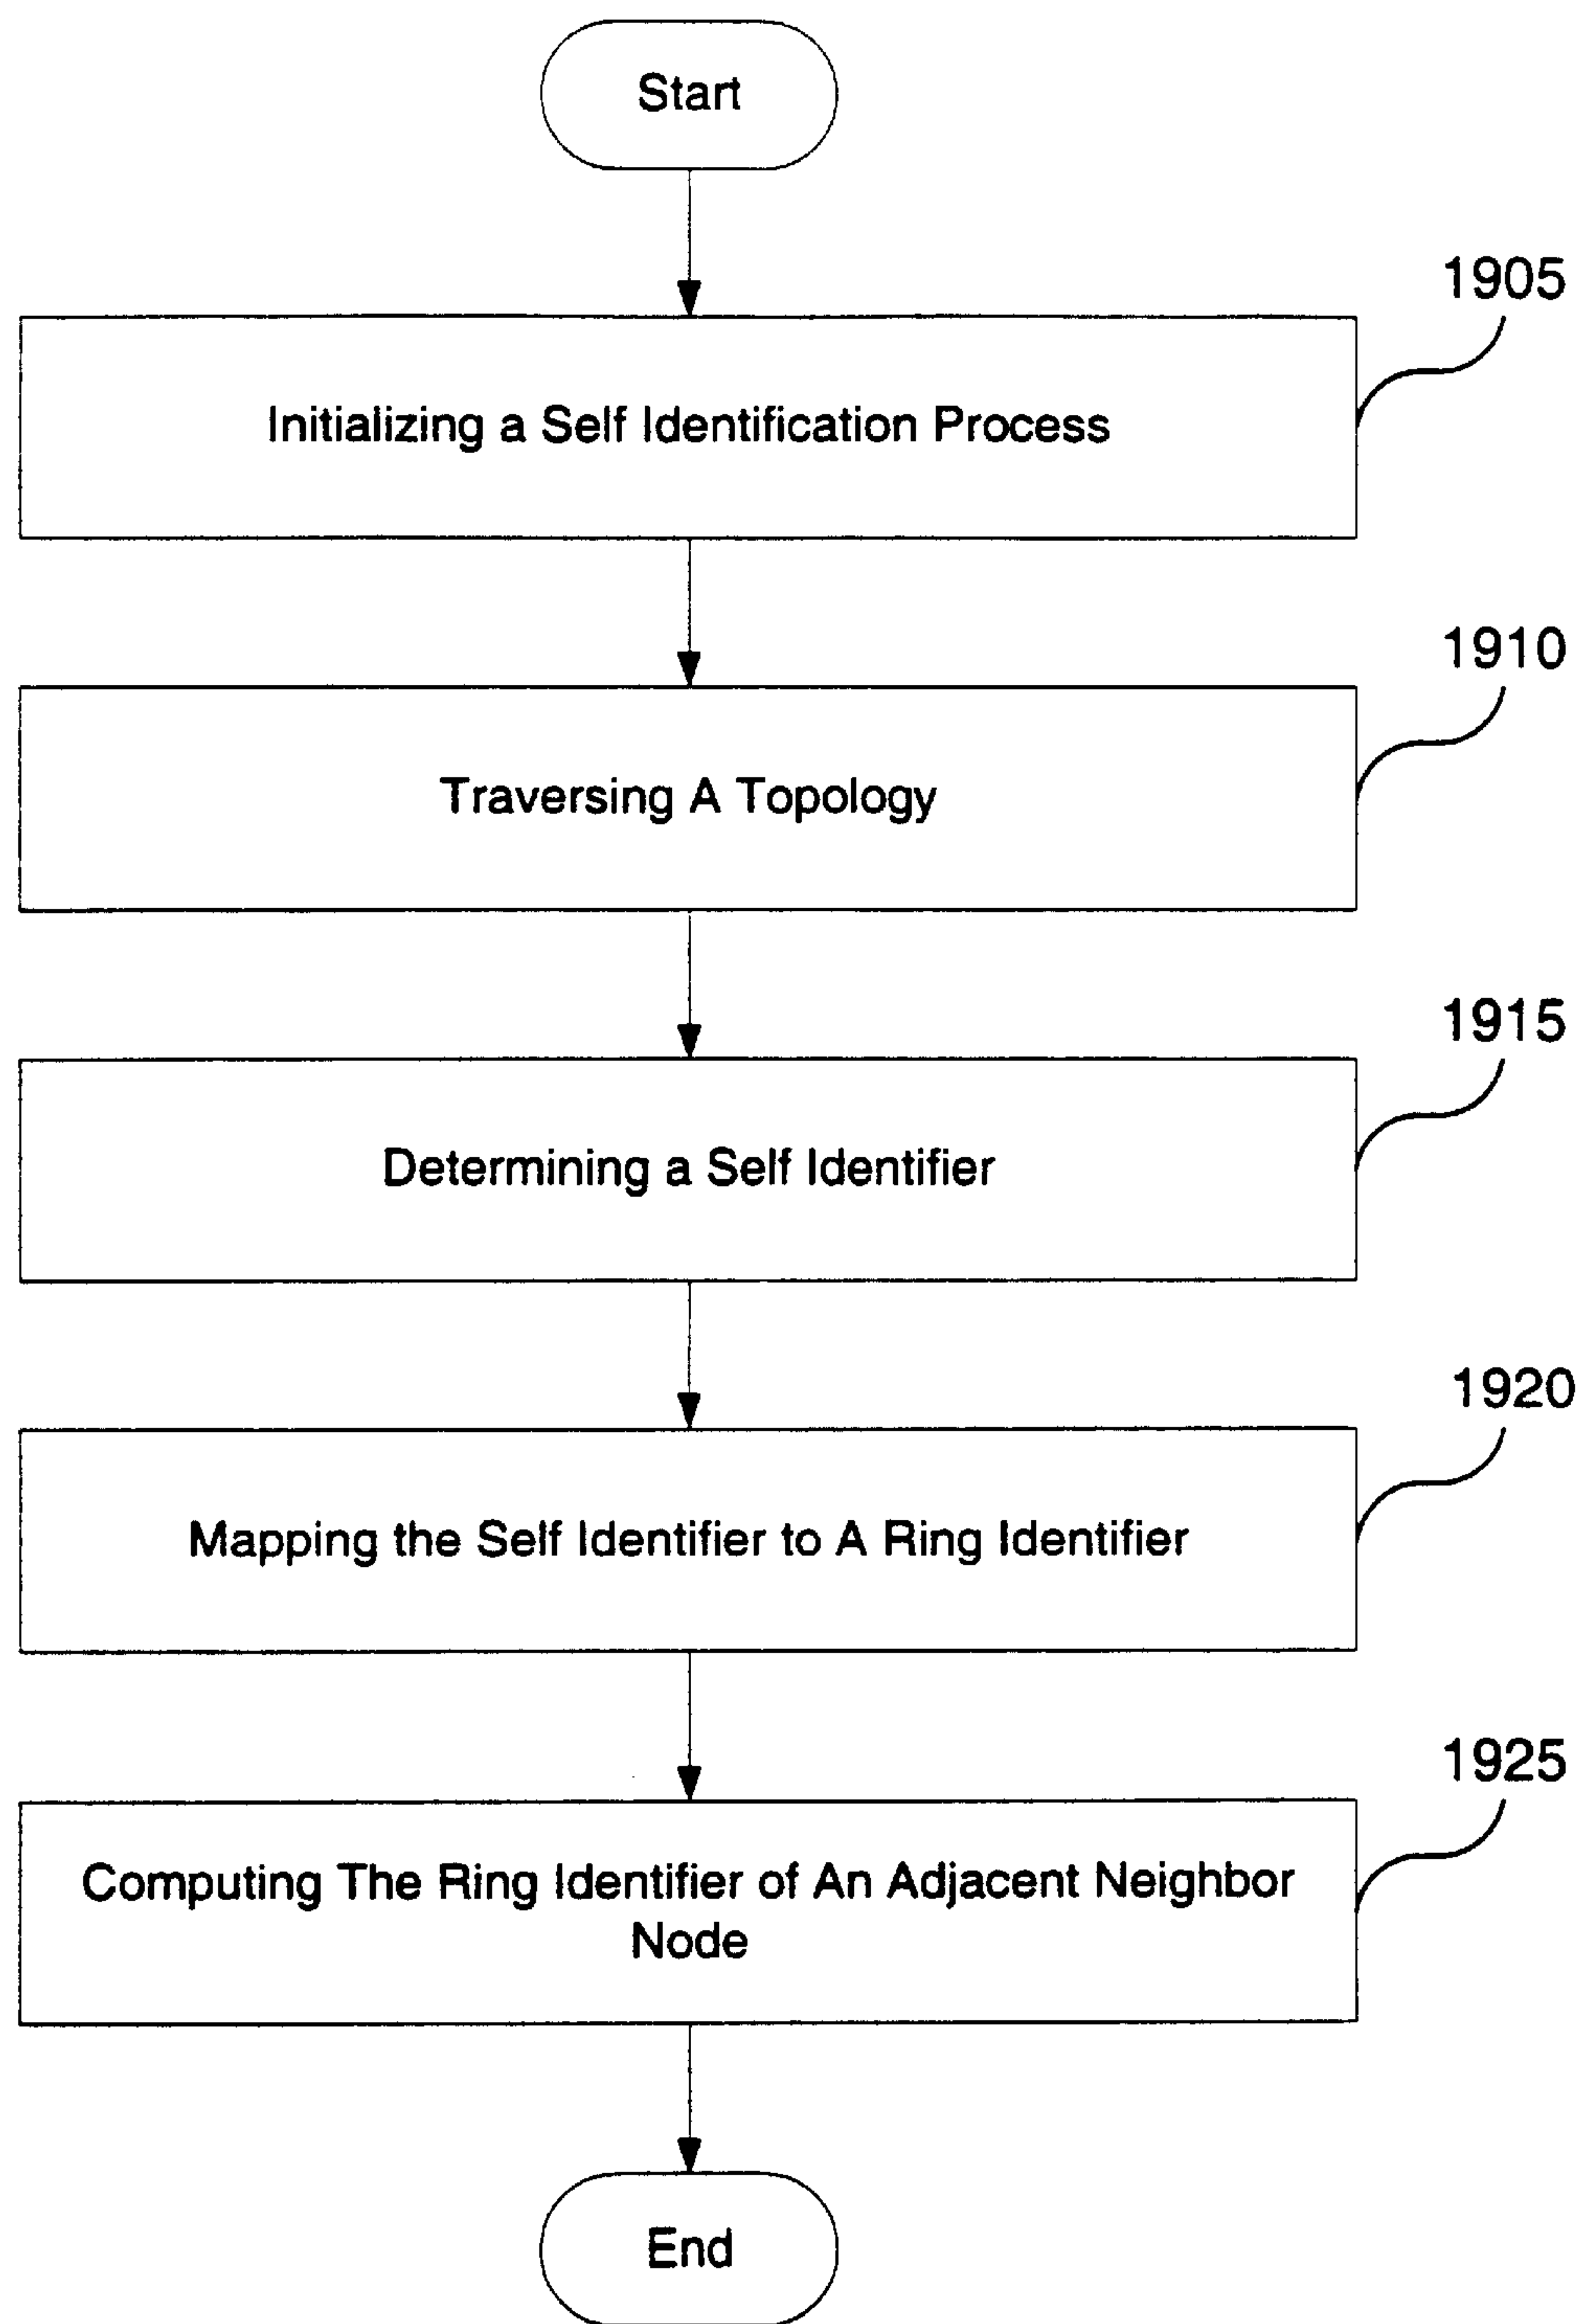 Start
1905
Initializing a Self Identification Process
1910
Traversing A Topology
1915
Determining a Self Identifier
1920
Mapping the Self Identifier to A Ring Identifier
1925
Computing The Ring Identifier of An Adjacent Neighbor
Node
End